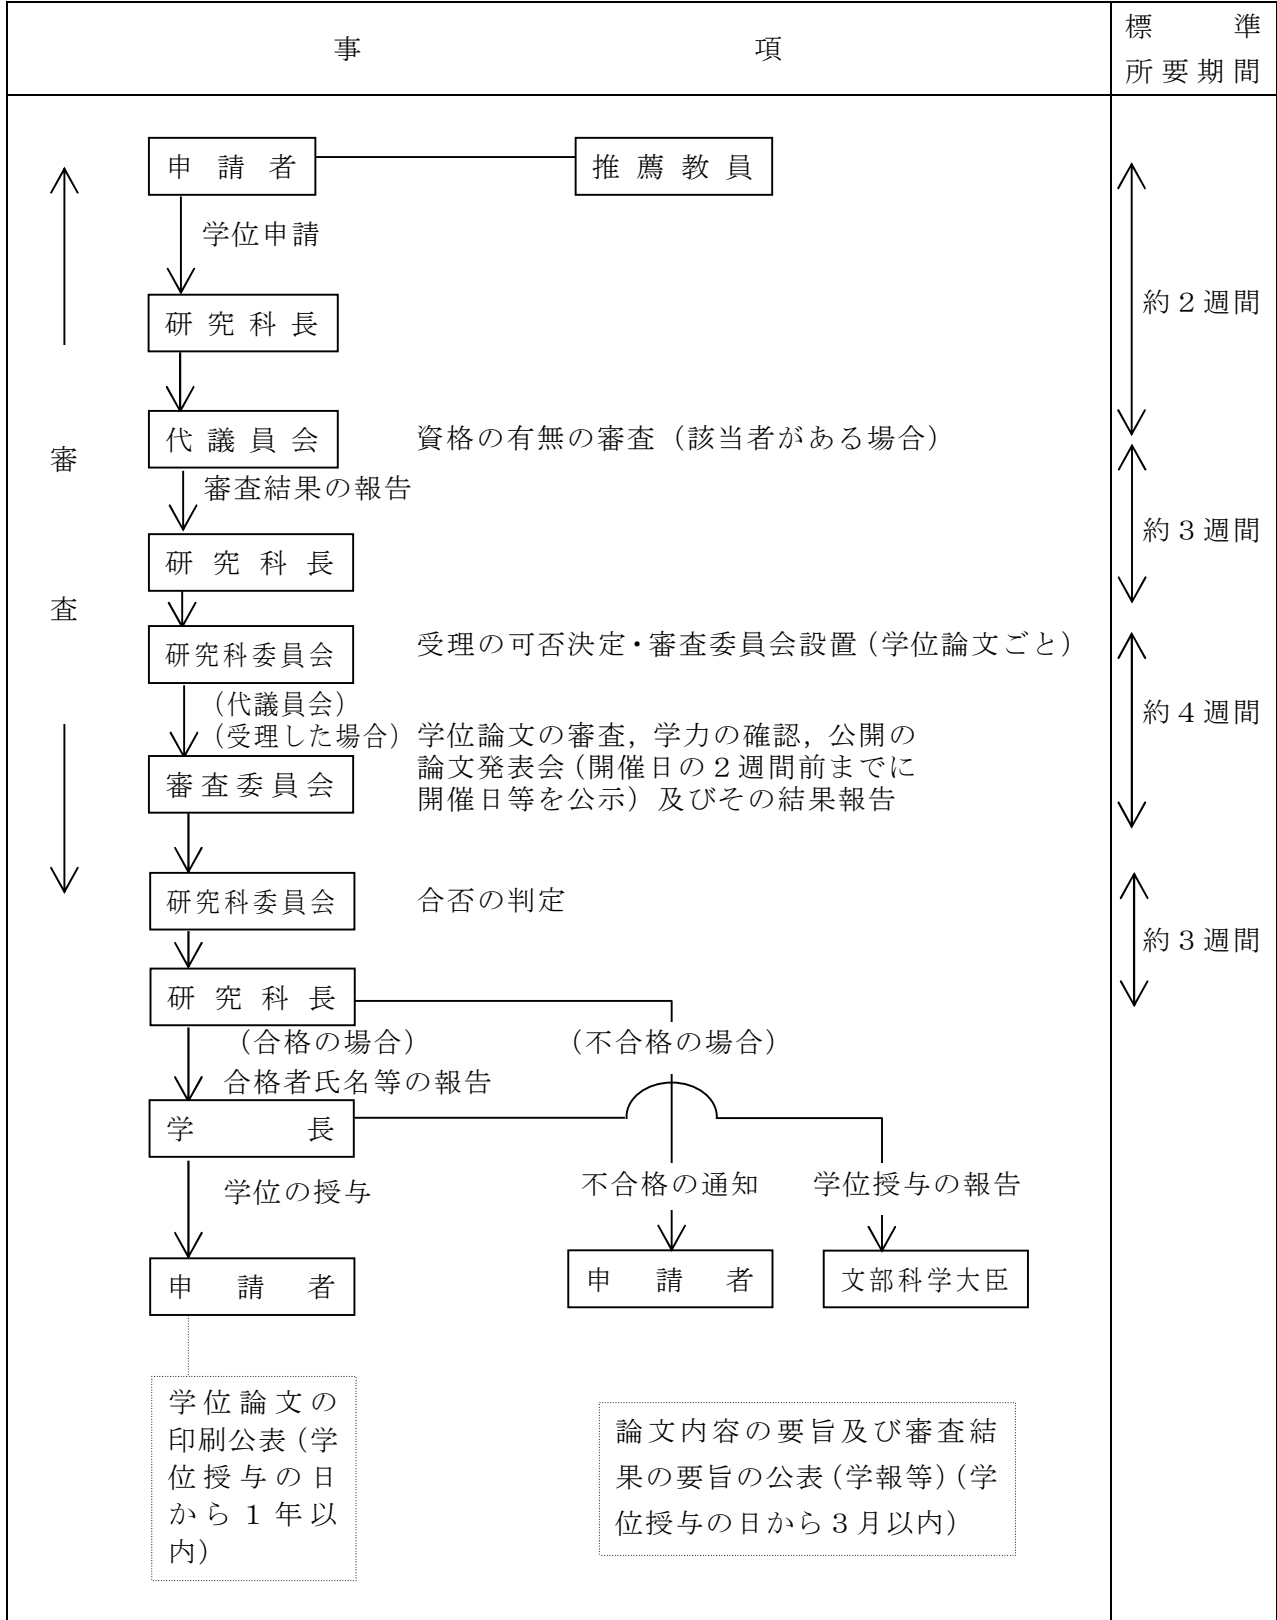 事項
標準
所要期間
申請者
推薦教員
学位申請
約２週間
研究科長
代議員会
資格の有無の審査（該当者がある場合）
審査
審査結果の報告
約３週間
研究科長
研究科委員会
受理の可否決定・審査委員会設置（学位論文ごと）
（代議員会）
（受理した場合）
約４週間
学位論文の審査，学力の確認，公開の
論文発表会（開催日の２週間前までに
開催日等を公示）及びその結果報告
審査委員会
研究科委員会
合否の判定
約３週間
研究科長
（合格の場合）
（不合格の場合）
合格者氏名等の報告
学長
学位の授与
不合格の通知
学位授与の報告
申請者
申請者
文部科学大臣
学位論文の
印刷公表（学
位授与の日
から１年以
内）
論文内容の要旨及び審査結
果の要旨の公表（学報等）（学
位授与の日から３月以内）